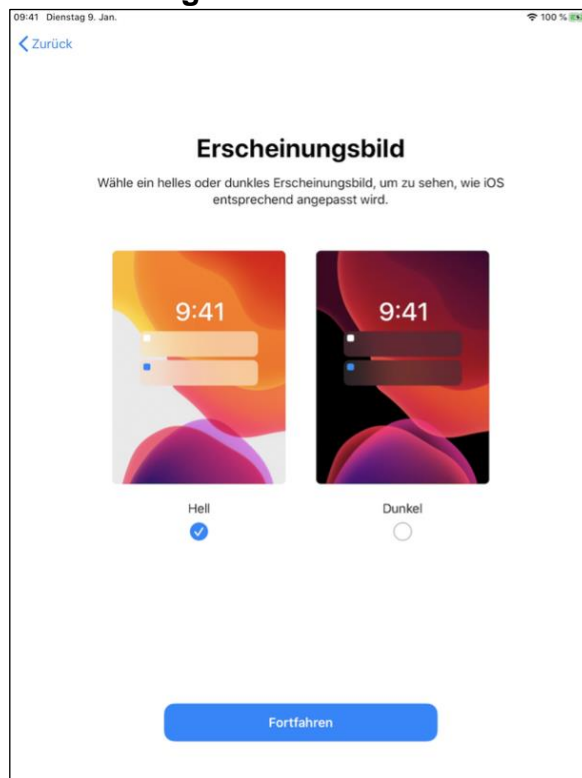 09:41 Dienstag 9. Jan.
100 %
Zurück
Erscheinungsbild
Wähle ein helles oder dunkles Erscheinungsbild, um zu sehen, wie iOS
entsprechend angepasst wird.
9:41
9:41
Hell
Dunkel
Fortfahren